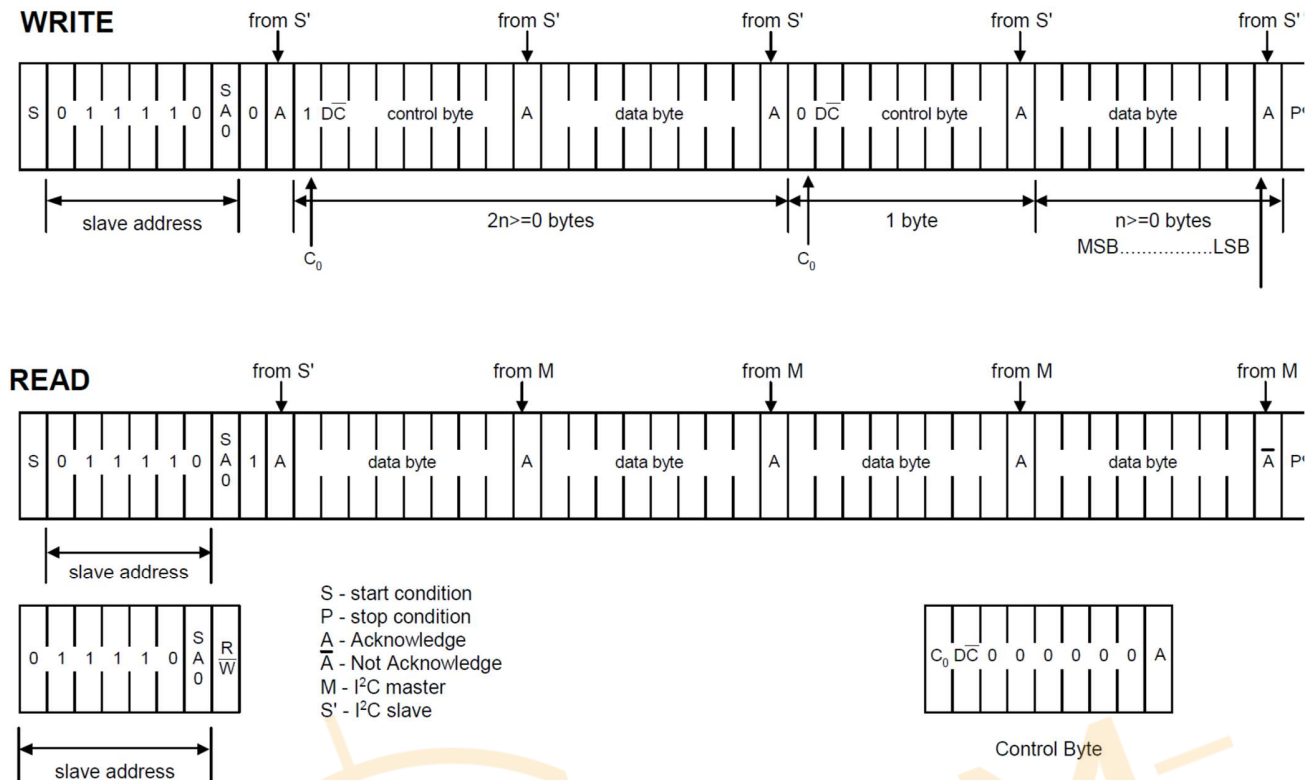 WRITE
from S' from S' from S' from S' from S'
S 0 1 1 1 1 0 SA0 0 A 1 DC̅ control byte A data byte A 0 DC̅ control byte A data byte A P'
slave address 2n>=0 bytes 1 byte n>=0 bytes
MSB.................LSB
C₀ C₀
READ
from S' from M from M from M from M
S 0 1 1 1 1 0 SA0 1 A data byte A data byte A data byte A data byte A̅ P'
slave address
S - start condition
P - stop condition
A - Acknowledge
A̅ - Not Acknowledge
M - I²C master
S' - I²C slave
0 1 1 1 1 0 SA0 R/W̅
slave address
C₀ DC̅ 0 0 0 0 0 0 A
Control Byte